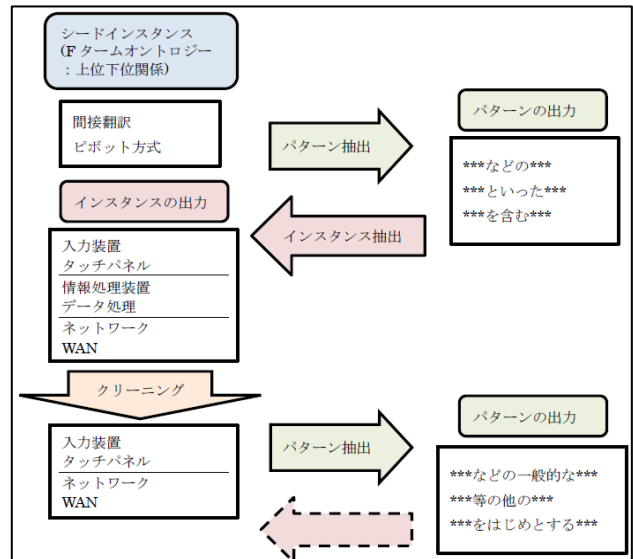 シードインスタンス
(F タームオントロジー
：上位下位関係)
間接翻訳
ピボット方式
パターン抽出
パターンの出力
***などの***
***といった***
***を含む***
インスタンスの出力
インスタンス抽出
入力装置
タッチパネル
情報処理装置
データ処理
ネットワーク
WAN
クリーニング
入力装置
タッチパネル
ネットワーク
WAN
パターン抽出
パターンの出力
***などの一般的な***
***等の他の***
***をはじめとする***